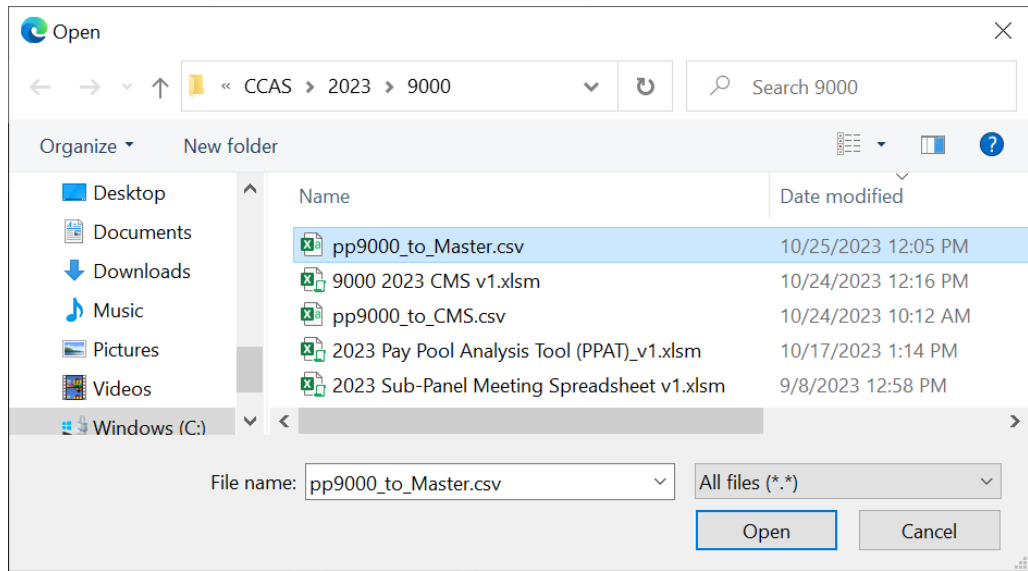 Open
« CCAS > 2023 > 9000
Search 9000
Organize
New folder
?
Desktop
Documents
Downloads
Music
Pictures
Videos
Windows (C:)
Name Date modified
pp9000_to_Master.csv 10/25/2023 12:05 PM
9000 2023 CMS v1.xlsm 10/24/2023 12:16 PM
pp9000_to_CMS.csv 10/24/2023 10:12 AM
2023 Pay Pool Analysis Tool (PPAT)_v1.xlsm 10/17/2023 1:14 PM
2023 Sub-Panel Meeting Spreadsheet v1.xlsm 9/8/2023 12:58 PM
File name: pp9000_to_Master.csv All files (*.*)
Open Cancel